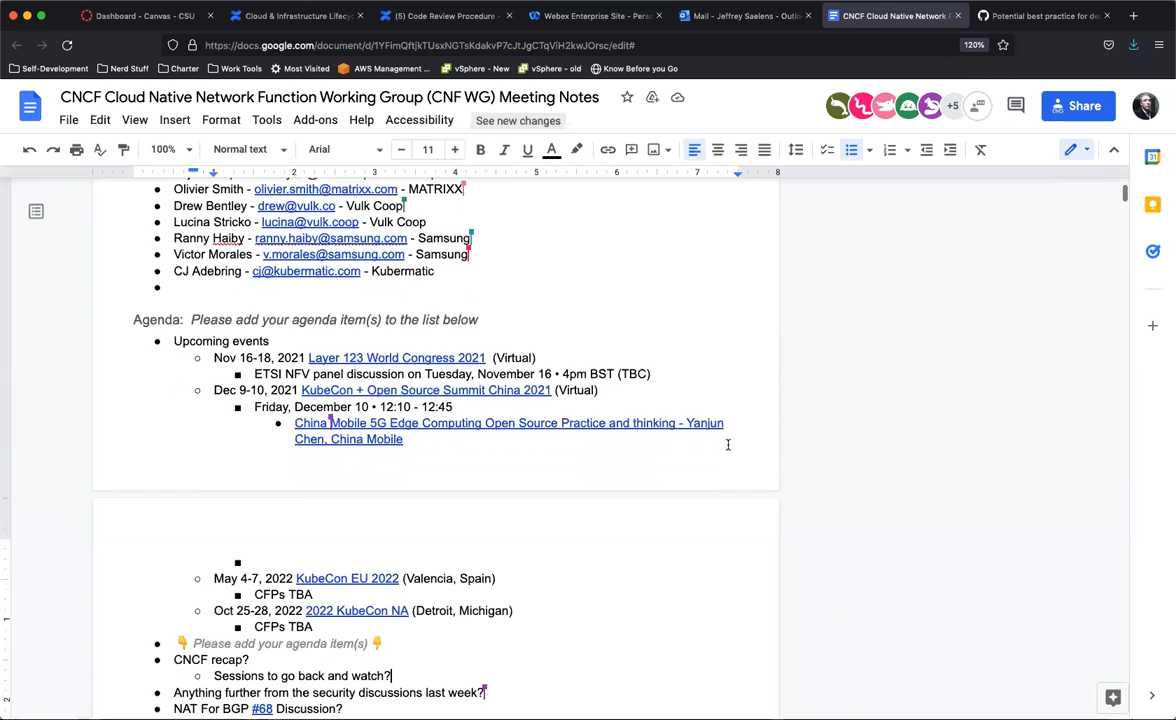 Dashboard - Canvas - CSU
Cloud & Infrastructure Lifecyc
(5) Code Review Procedure -
Webex Enterprise Site - Pers
Mail - Jeffrey Saelens - Outlo
CNCF Cloud Native Network F
Potential best practice for de
https://docs.google.com/document/d/1YFimQftjkTUsxNGTsKdakvP7cJtJgCTqViH2kwJOrsc/edit#
120%
Self-Development
Nerd Stuff
Charter
Work Tools
Most Visited
AWS Management ...
vSphere - New
vSphere - old
Know Before you Go
CNCF Cloud Native Network Function Working Group (CNF WG) Meeting Notes
+5
Share
File Edit View Insert Format Tools Add-ons Help Accessibility See new changes
100% Normal text Arial 11
2 3 4 5 6 7 8
Olivier Smith - olivier.smith@matrixx.com - MATRIXX
Drew Bentley - drew@vulk.co - Vulk Coop
Lucina Stricko - lucina@vulk.coop - Vulk Coop
Ranny Haiby - ranny.haiby@samsung.com - Samsung
Victor Morales - v.morales@samsung.com - Samsung
CJ Adebring - cj@kubermatic.com - Kubermatic
Agenda: Please add your agenda item(s) to the list below
Upcoming events
Nov 16-18, 2021 Layer 123 World Congress 2021 (Virtual)
ETSI NFV panel discussion on Tuesday, November 16 • 4pm BST (TBC)
Dec 9-10, 2021 KubeCon + Open Source Summit China 2021 (Virtual)
Friday, December 10 • 12:10 - 12:45
China Mobile 5G Edge Computing Open Source Practice and thinking - Yanjun
Chen, China Mobile
May 4-7, 2022 KubeCon EU 2022 (Valencia, Spain)
CFPs TBA
Oct 25-28, 2022 2022 KubeCon NA (Detroit, Michigan)
CFPs TBA
👇 Please add your agenda item(s) 👇
CNCF recap?
Sessions to go back and watch?
Anything further from the security discussions last week?
NAT For BGP #68 Discussion?